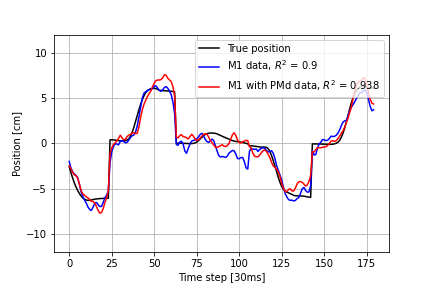 True position
M1 data, R² = 0.9
M1 with PMd data, R² = 0.938
10
5
0
−5
−10
Position [cm]
0 25 50 75 100 125 150 175
Time step [30ms]